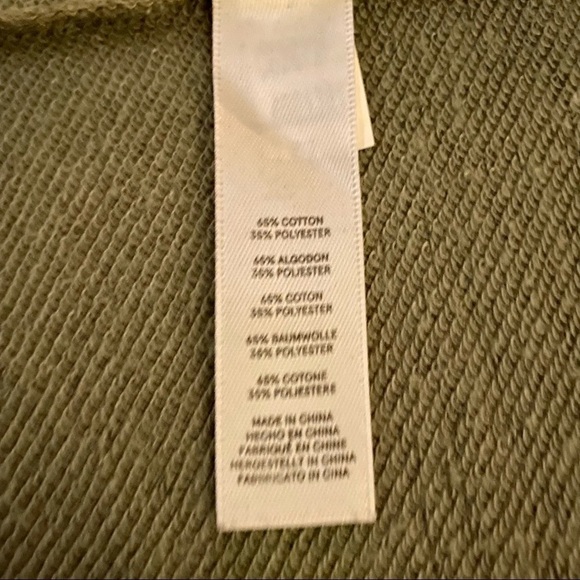 65% COTTON
35% POLYESTER
65% ALGODON
35% POLIESTER
65% COTON
35% POLYESTER
65% BAUMWOLLE
35% POLYESTER
65% COTONE
35% POLIESTERE
MADE IN CHINA
HECHO EN CHINA
FABRIQUÉ EN CHINE
HERGESTELLT IN CHINA
FABBRICATO IN CINA